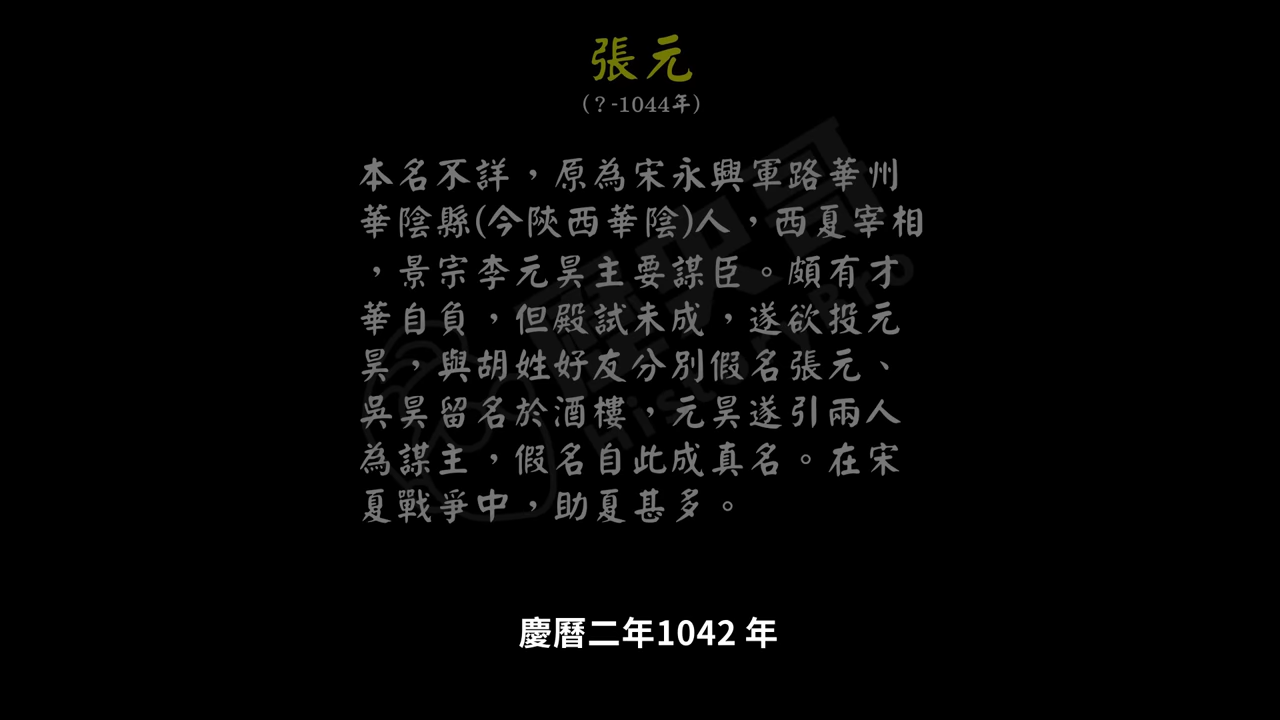 張元
(？-1044年)
本名不詳，原為宋永興軍路華州
華陰縣(今陝西華陰)人，西夏宰相
，景宗李元昊主要謀臣。頗有才
華自負，但殿試未成，遂欲投元
昊，與胡姓好友分別假名張元、
吳昊留名於酒樓，元昊遂引兩人
為謀主，假名自此成真名。在宋
夏戰爭中，助夏甚多。
歷史哥
HistoryPro
慶曆二年1042 年